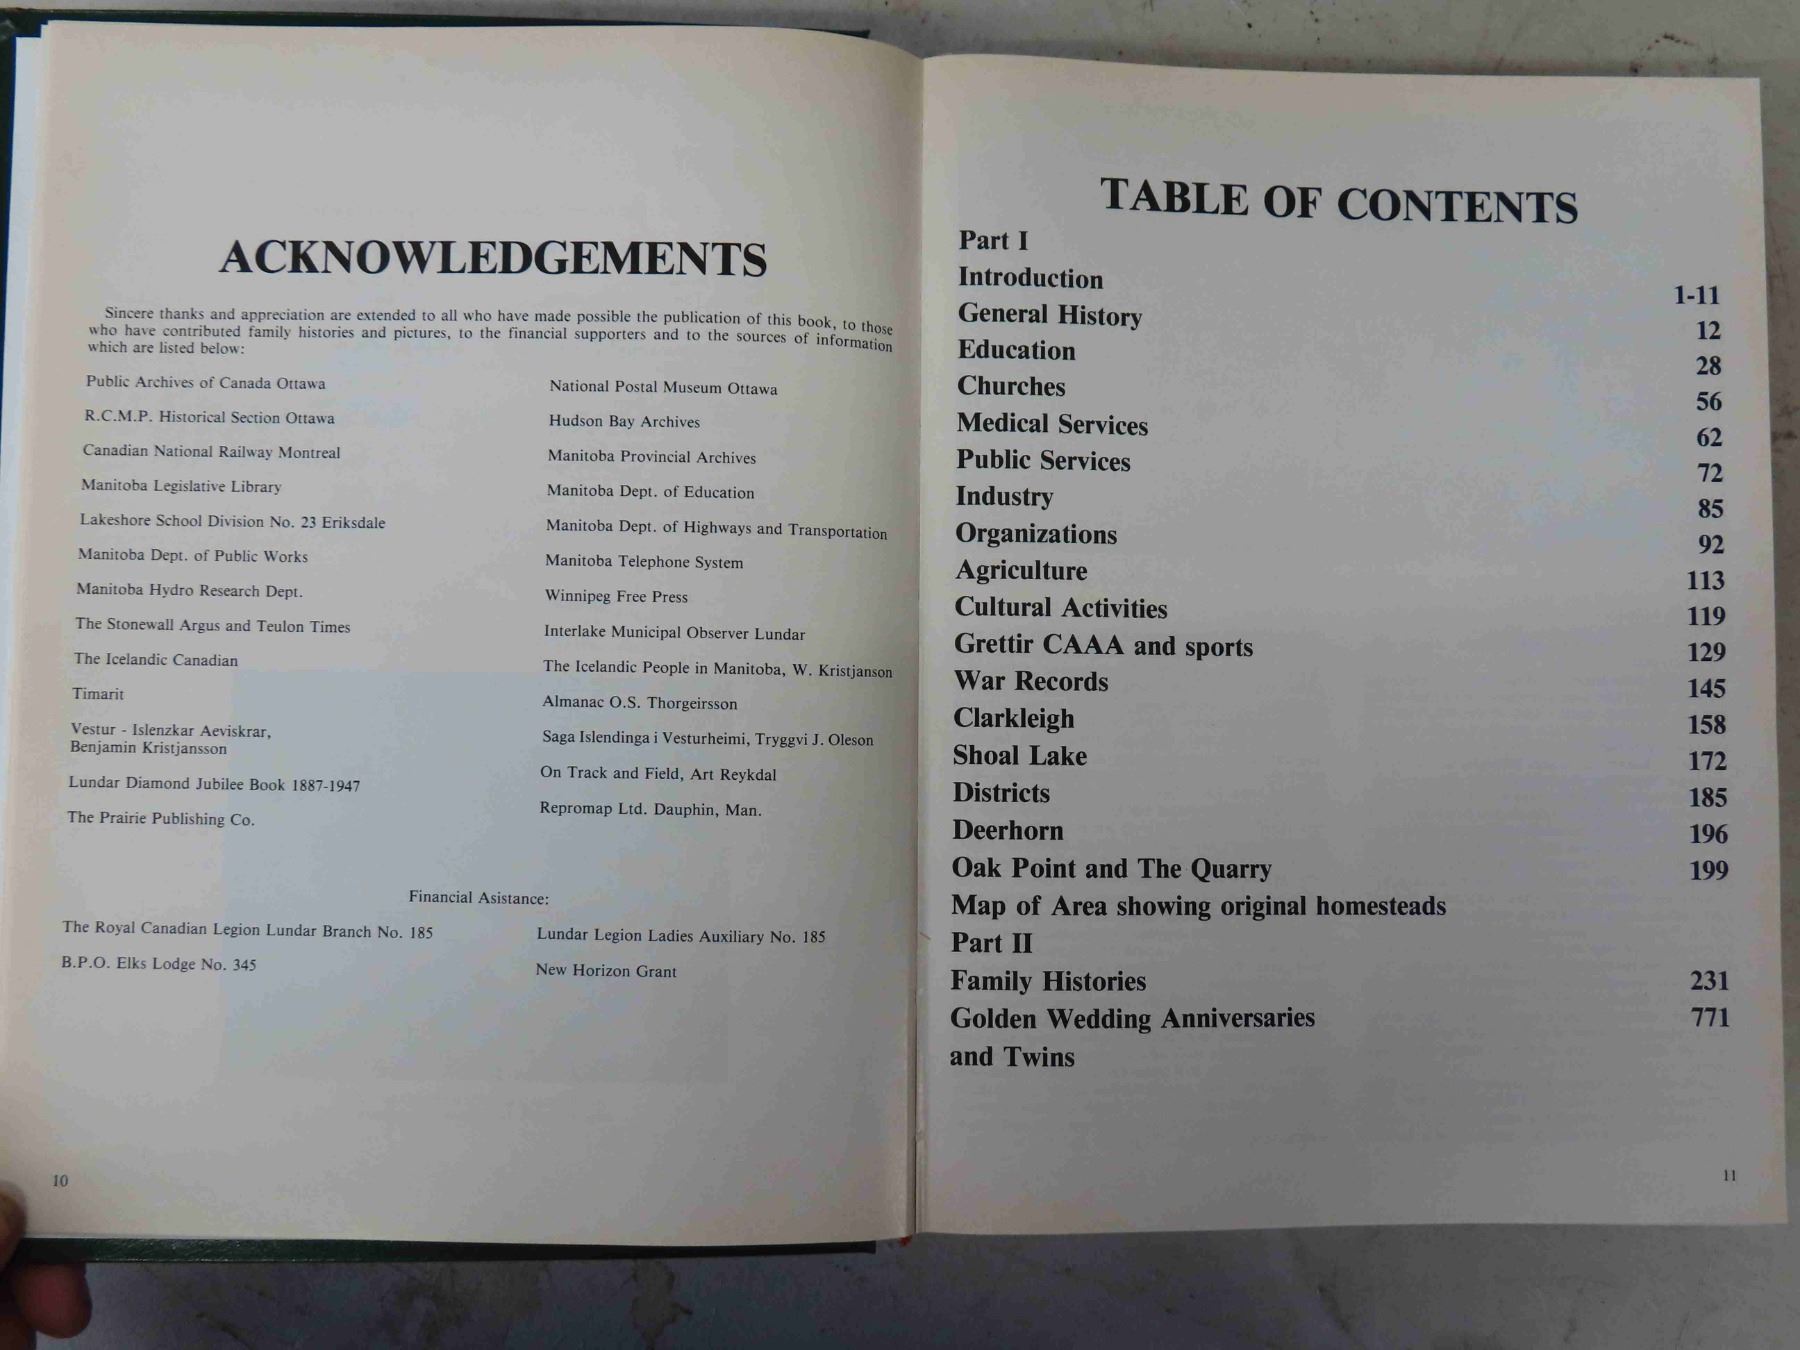 ACKNOWLEDGEMENTS
Sincere thanks and appreciation are extended to all who have made possible the publication of this book, to those
who have contributed family histories and pictures, to the financial supporters and to the sources of information
which are listed below:
Public Archives of Canada Ottawa
R.C.M.P. Historical Section Ottawa
Canadian National Railway Montreal
Manitoba Legislative Library
Lakeshore School Division No. 23 Eriksdale
Manitoba Dept. of Public Works
Manitoba Hydro Research Dept.
The Stonewall Argus and Teulon Times
The Icelandic Canadian
Timarit
Vestur - Islenzkar Aeviskrar,
Benjamin Kristjansson
Lundar Diamond Jubilee Book 1887-1947
The Prairie Publishing Co.
National Postal Museum Ottawa
Hudson Bay Archives
Manitoba Provincial Archives
Manitoba Dept. of Education
Manitoba Dept. of Highways and Transportation
Manitoba Telephone System
Winnipeg Free Press
Interlake Municipal Observer Lundar
The Icelandic People in Manitoba, W. Kristjanson
Almanac O.S. Thorgeirsson
Saga Islendinga i Vesturheimi, Tryggvi J. Oleson
On Track and Field, Art Reykdal
Repromap Ltd. Dauphin, Man.
Financial Asistance:
The Royal Canadian Legion Lundar Branch No. 185
B.P.O. Elks Lodge No. 345
Lundar Legion Ladies Auxiliary No. 185
New Horizon Grant
10
TABLE OF CONTENTS
Part I
Introduction 1-11
General History 12
Education 28
Churches 56
Medical Services 62
Public Services 72
Industry 85
Organizations 92
Agriculture 113
Cultural Activities 119
Grettir CAAA and sports 129
War Records 145
Clarkleigh 158
Shoal Lake 172
Districts 185
Deerhorn 196
Oak Point and The Quarry 199
Map of Area showing original homesteads
Part II
Family Histories 231
Golden Wedding Anniversaries 771
and Twins
11